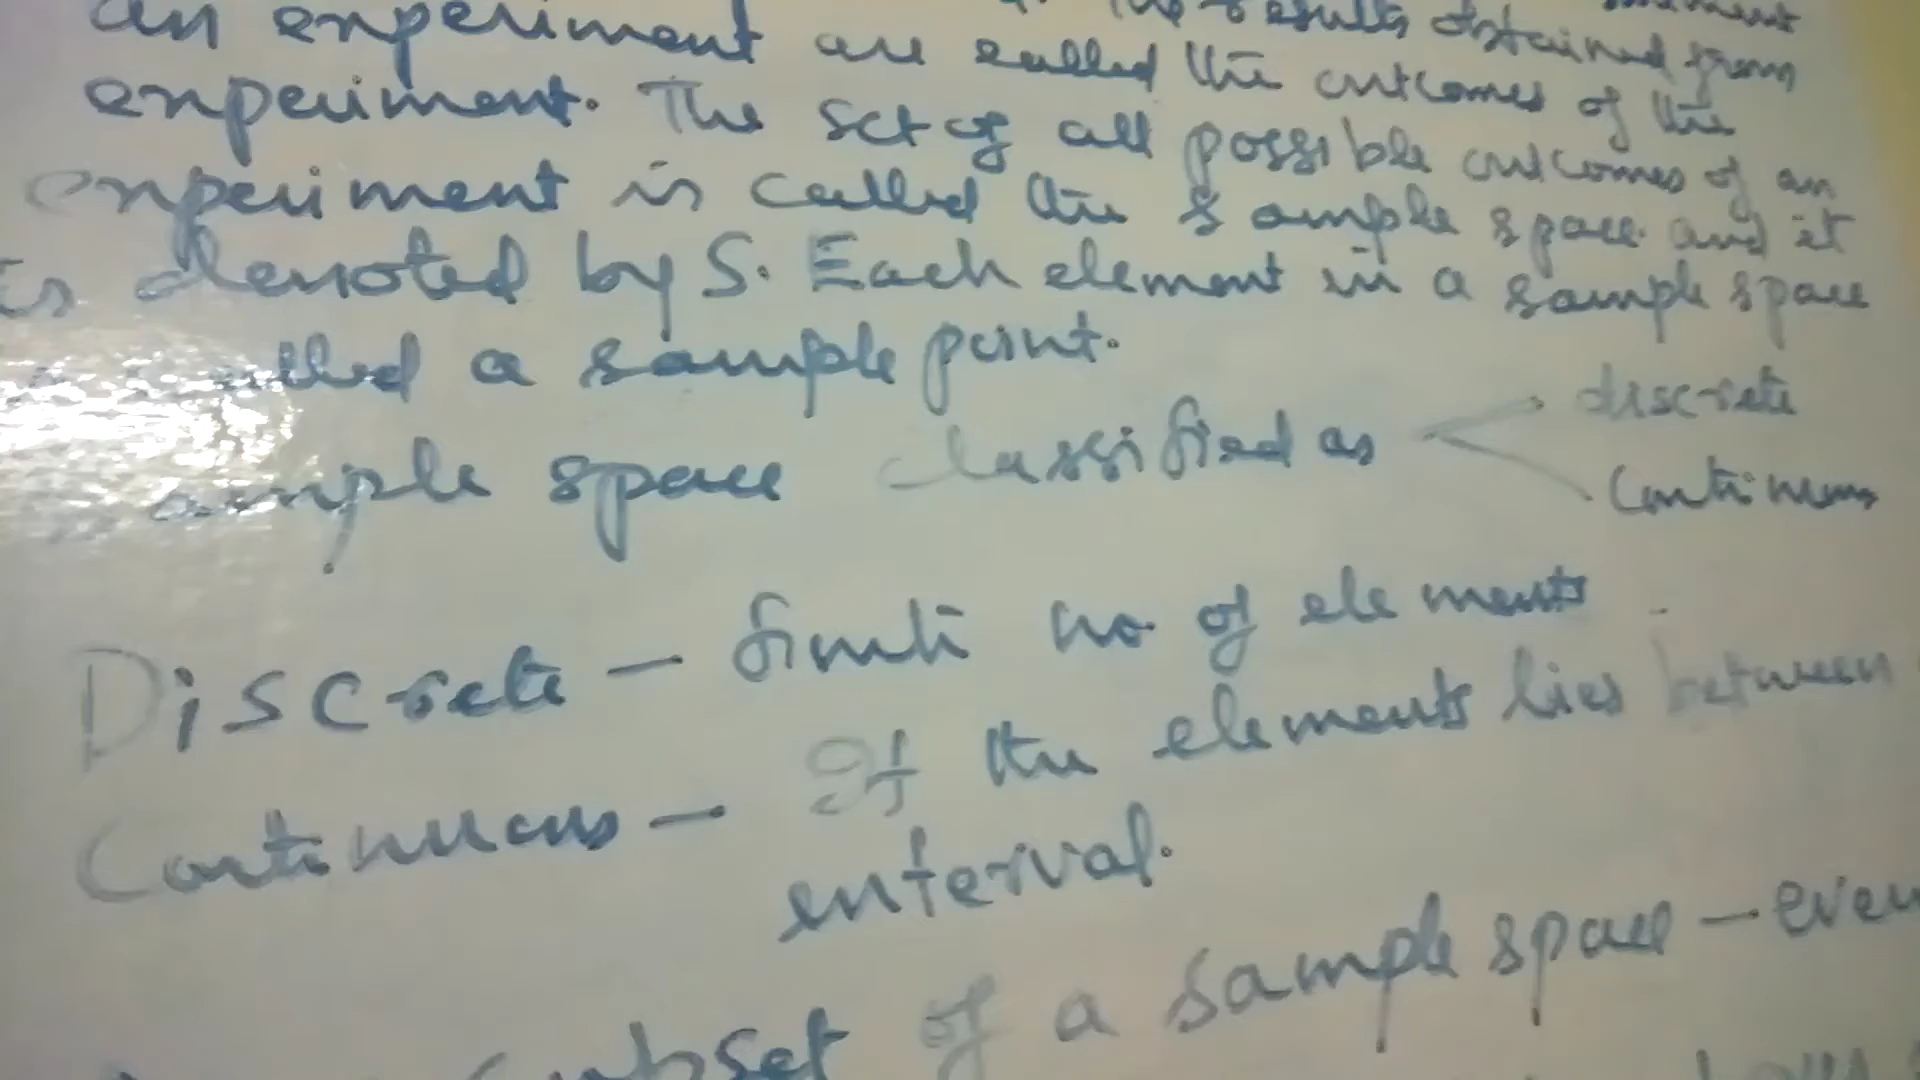 The results obtained from
an experiment are called the outcomes of the
experiment. The set of all possible outcomes of an
experiment is called the sample space and it
is denoted by S. Each element in a sample space
called a sample point.
sample space classified as
discrete
Continuous
Discrete - finite no. of elements
Continuous - If the elements lies between
interval.
subset of a sample space -